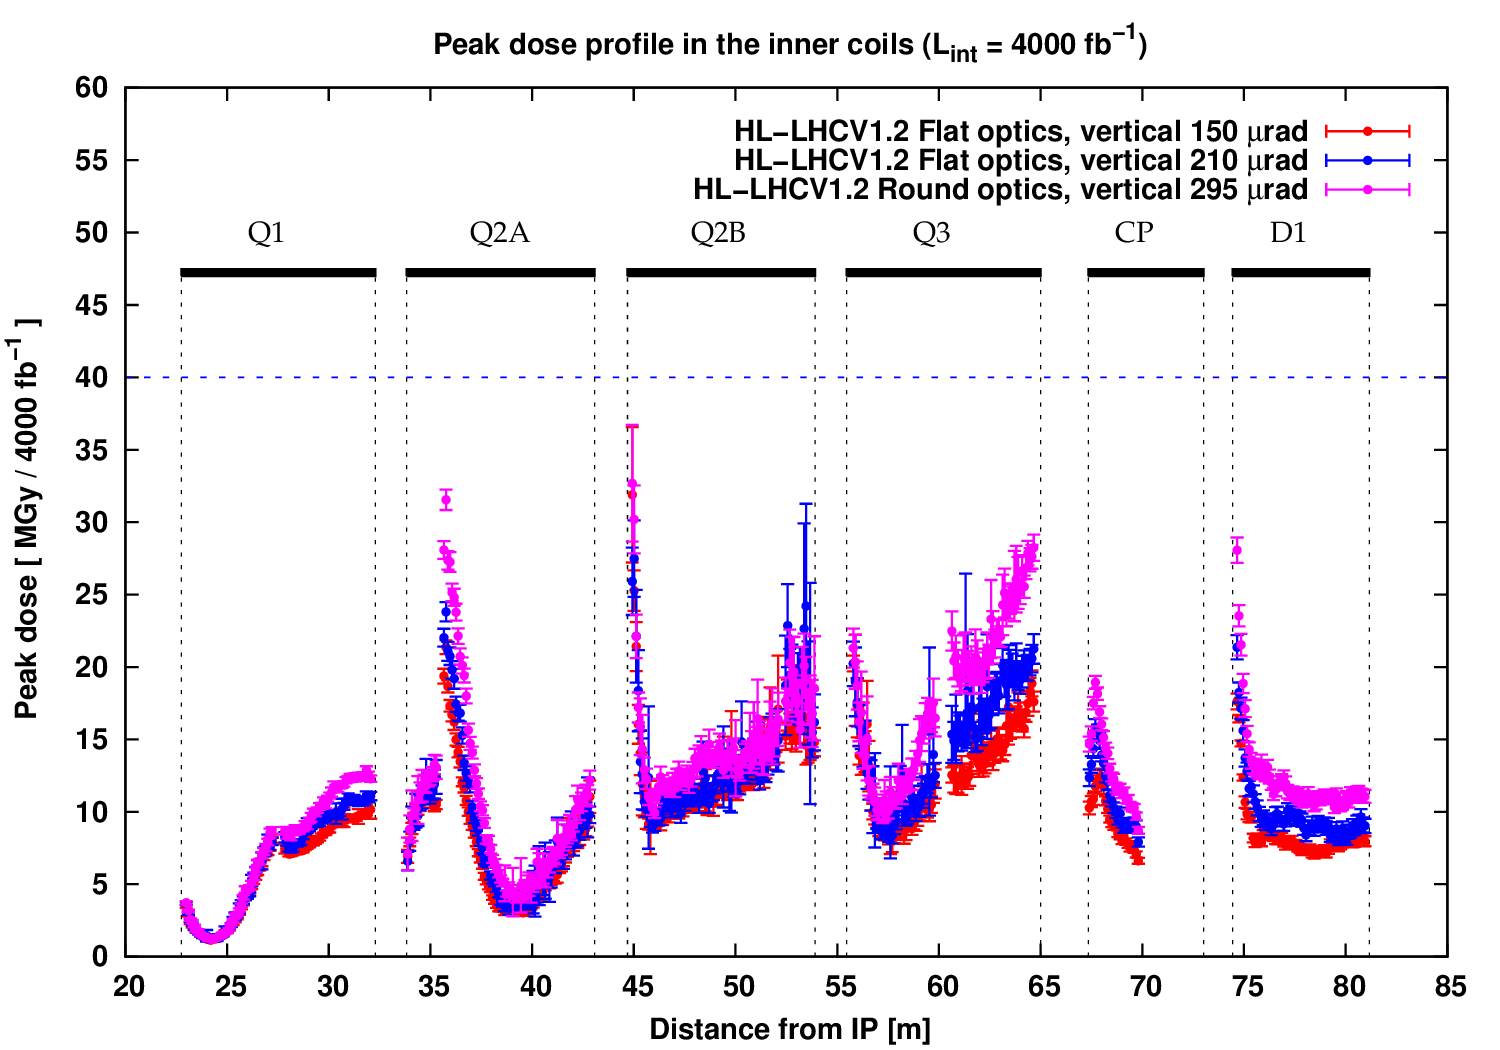 Peak dose profile in the inner coils (L_int = 4000 fb⁻¹)
60
55
50
45
40
35
30
25
20
15
10
5
0
Peak dose [ MGy / 4000 fb⁻¹ ]
HL−LHCV1.2 Flat optics, vertical 150 μrad
HL−LHCV1.2 Flat optics, vertical 210 μrad
HL−LHCV1.2 Round optics, vertical 295 μrad
Q1 Q2A Q2B Q3 CP D1
20 25 30 35 40 45 50 55 60 65 70 75 80 85
Distance from IP [m]